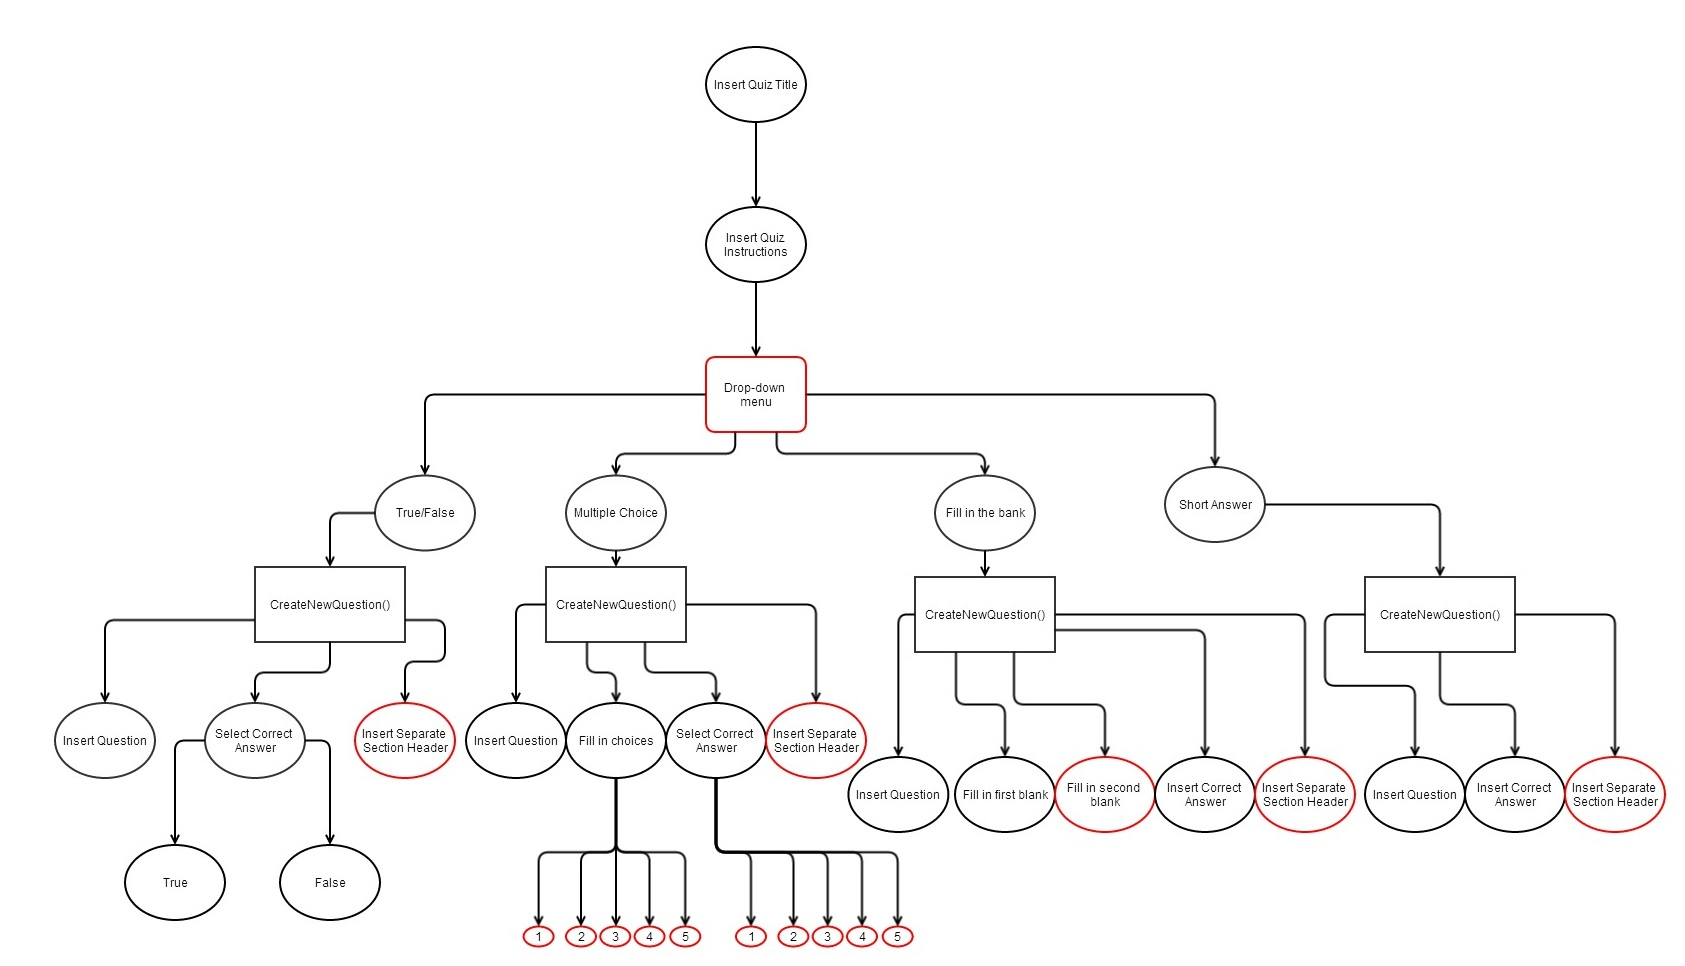 Insert Quiz Title
Insert Quiz
Instructions
Drop-down
menu
True/False
Multiple Choice
Fill in the bank
Short Answer
CreateNewQuestion()
CreateNewQuestion()
CreateNewQuestion()
CreateNewQuestion()
Insert Question
Select Correct
Answer
Insert Separate
Section Header
Insert Question
Fill in choices
Select Correct
Answer
Insert Separate
Section Header
Insert Question
Fill in first blank
Fill in second
blank
Insert Correct
Answer
Insert Separate
Section Header
Insert Question
Insert Correct
Answer
Insert Separate
Section Header
True
False
1
2
3
4
5
1
2
3
4
5